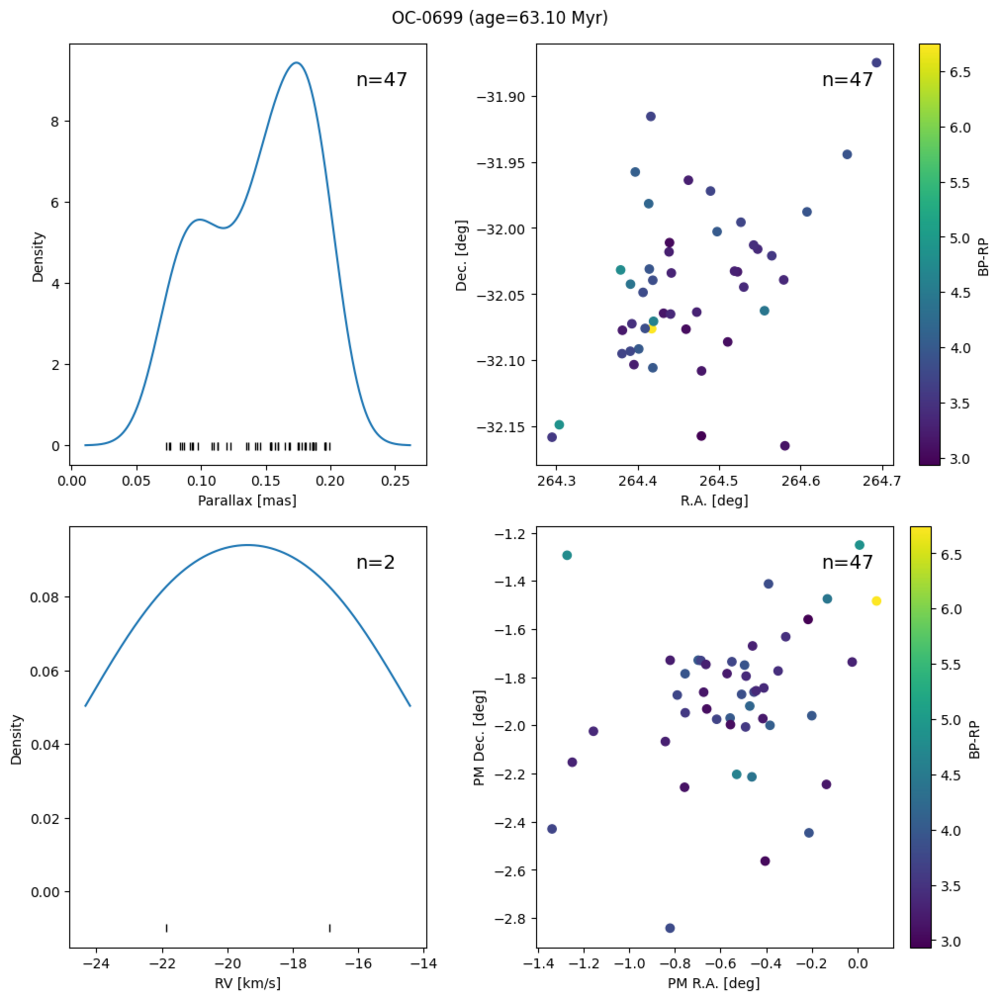 OC-0699 (age=63.10 Myr)
n=47
Density
8
6
4
2
0
0.00 0.05 0.10 0.15 0.20 0.25
Parallax [mas]
n=47
Dec. [deg]
−31.90
−31.95
−32.00
−32.05
−32.10
−32.15
264.3 264.4 264.5 264.6 264.7
R.A. [deg]
6.5
6.0
5.5
5.0
4.5
4.0
3.5
3.0
BP-RP
n=2
Density
0.08
0.06
0.04
0.02
0.00
−24 −22 −20 −18 −16 −14
RV [km/s]
n=47
PM Dec. [deg]
−1.2
−1.4
−1.6
−1.8
−2.0
−2.2
−2.4
−2.6
−2.8
−1.4 −1.2 −1.0 −0.8 −0.6 −0.4 −0.2 0.0
PM R.A. [deg]
6.5
6.0
5.5
5.0
4.5
4.0
3.5
3.0
BP-RP